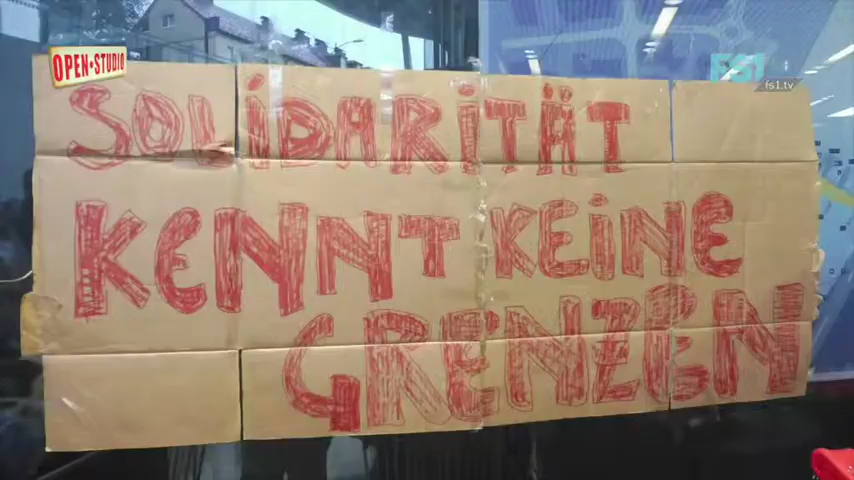 OPEN-STUDIO
FS1
fs1.tv
SOLiDARiTÄT
KENNT KEiNE
GRENZEN